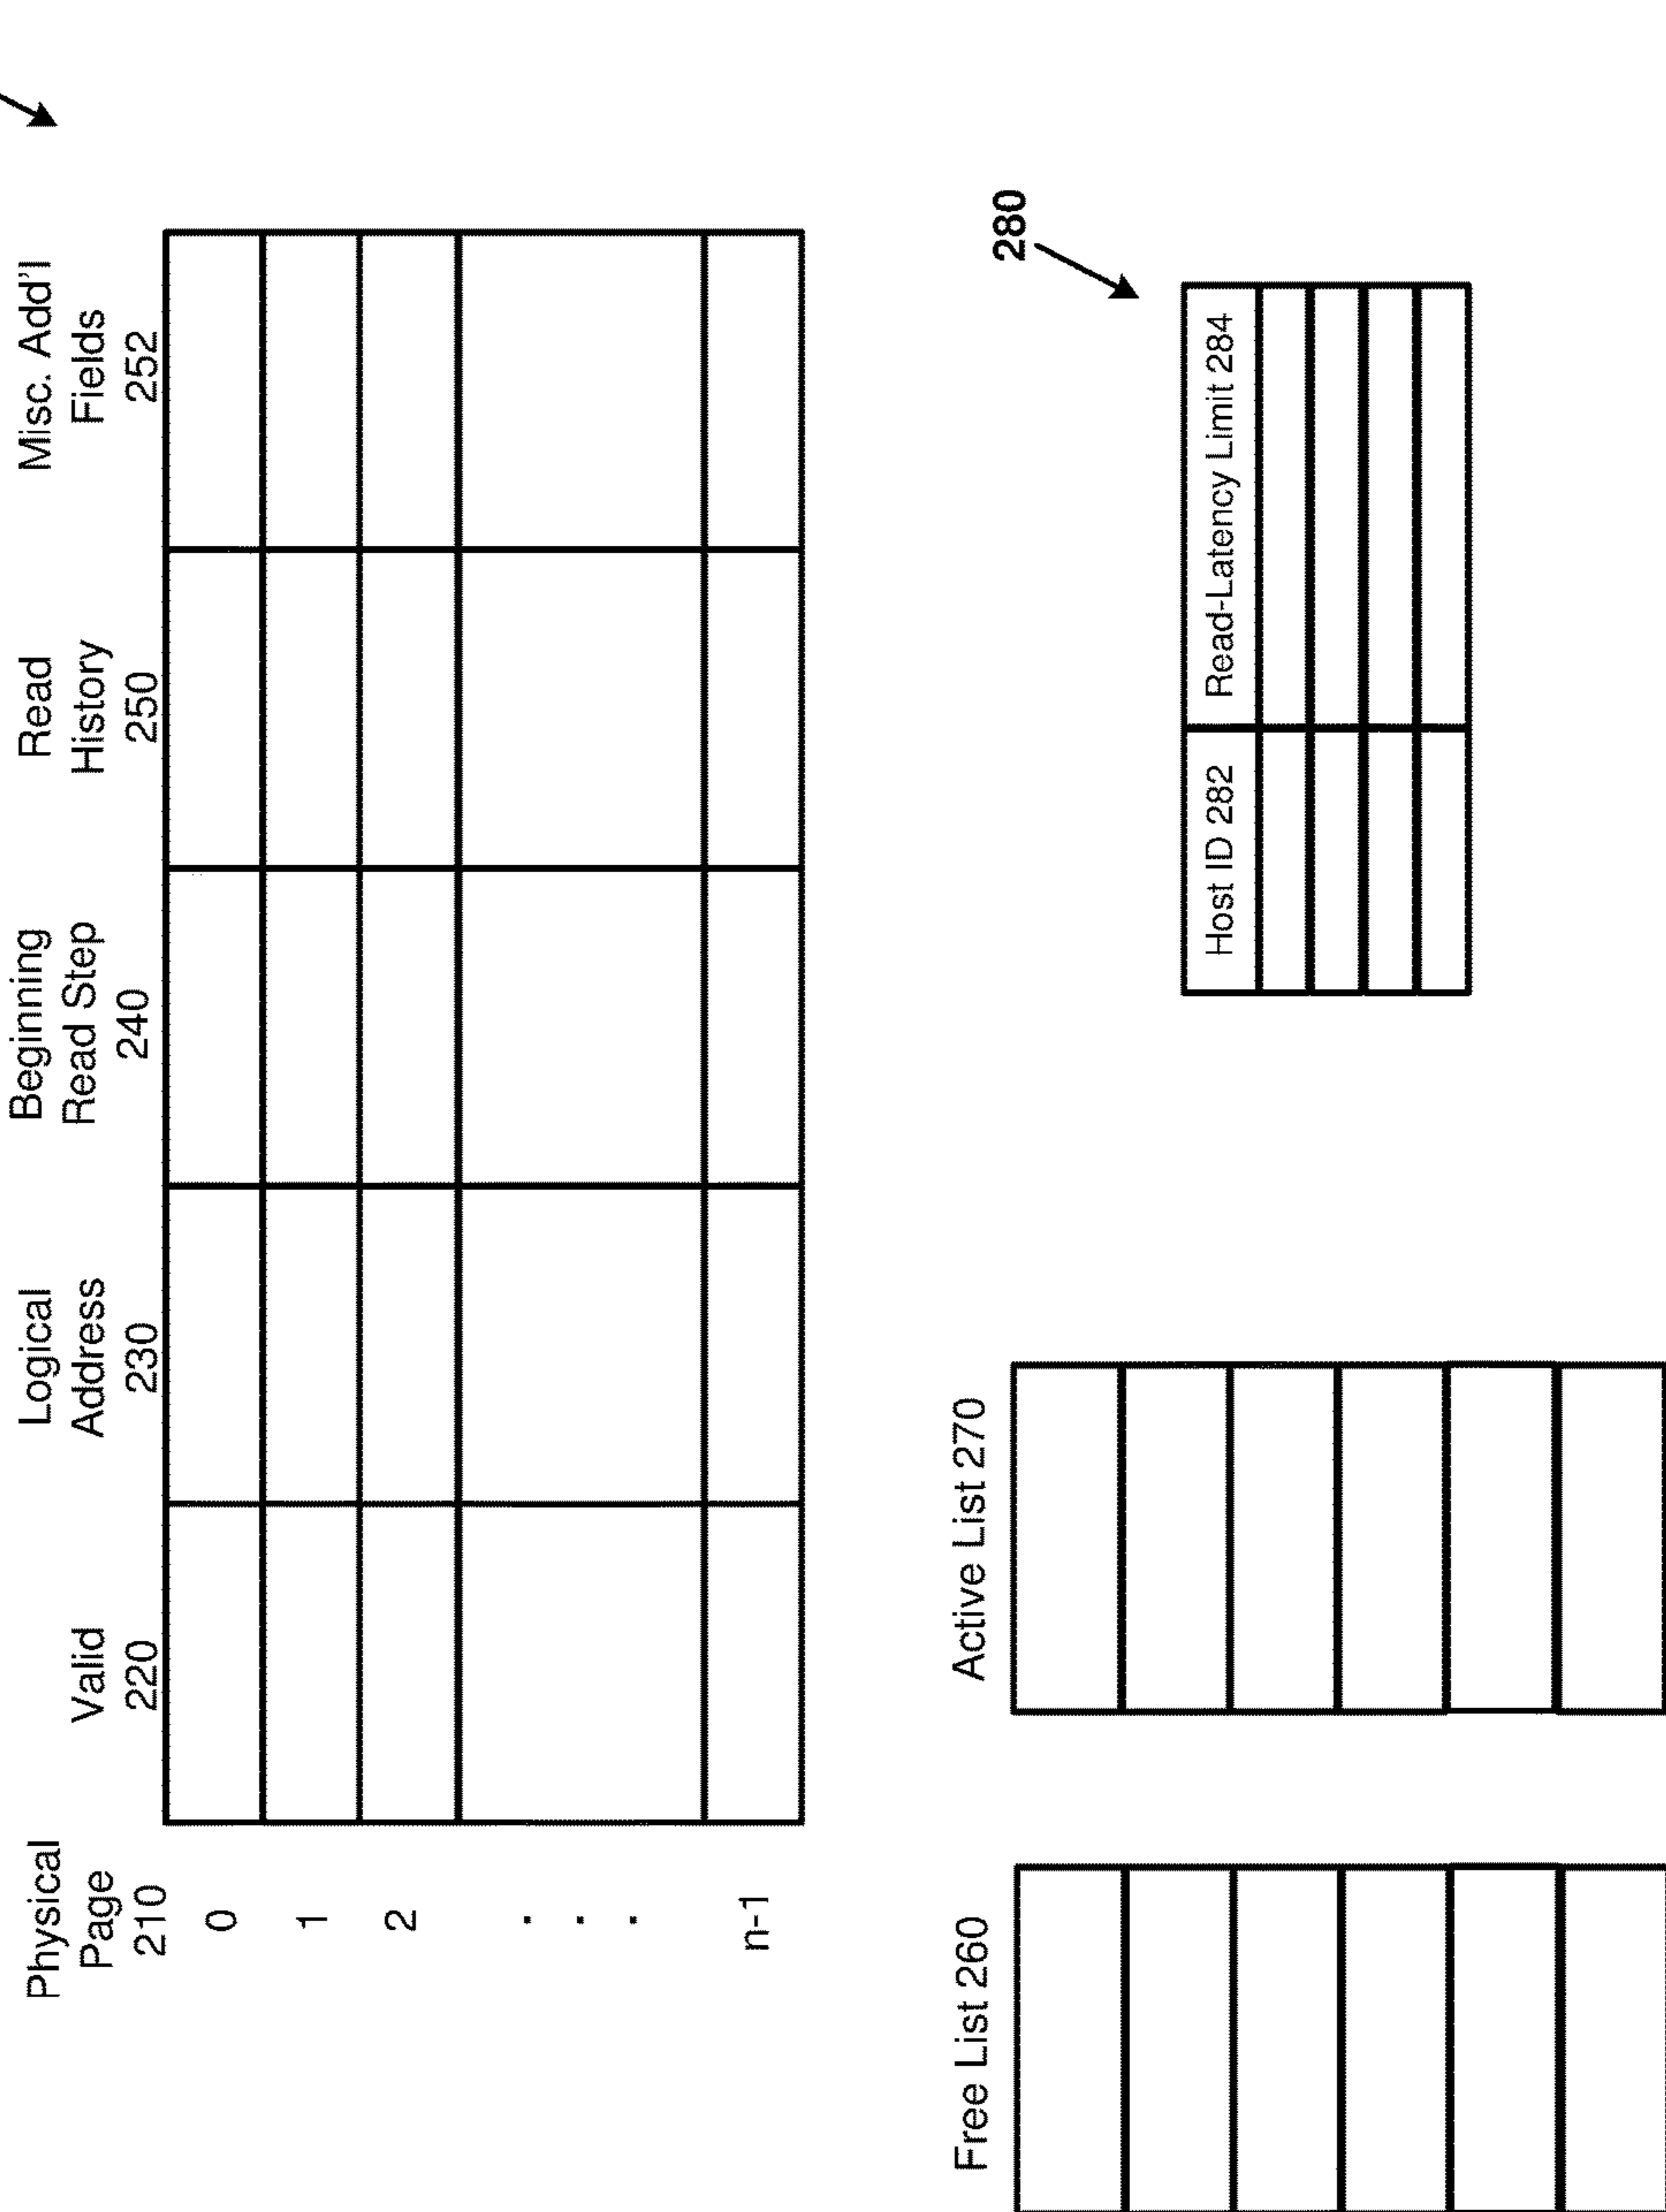 Physical
Page
210
Valid
220
Logical
Address
230
Beginning
Read Step
240
Read
History
250
Misc. Add'l
Fields
252
0
1
2
.
.
.
n-1
Free List 260
Active List 270
280
Host ID 282
Read-Latency Limit 284